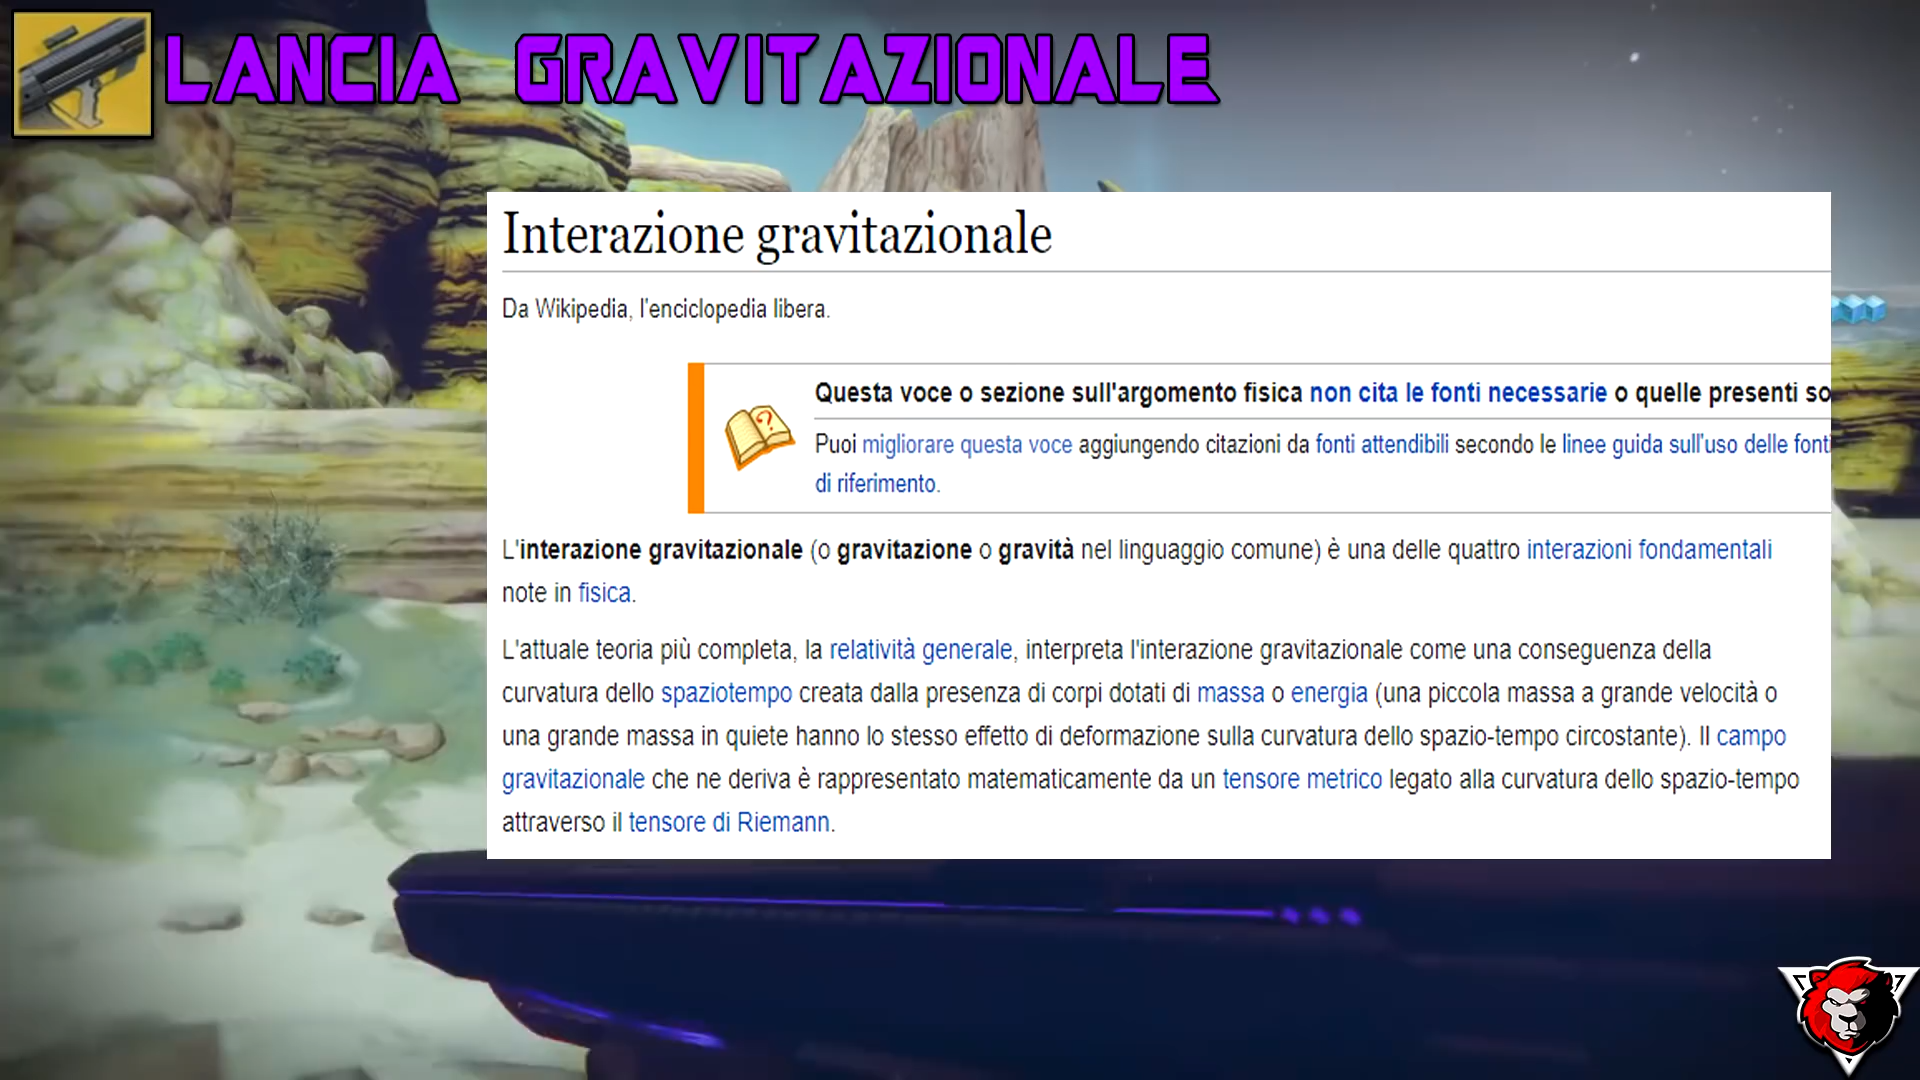 LANCIA GRAVITAZIONALE
Interazione gravitazionale
Da Wikipedia, l'enciclopedia libera.
Questa voce o sezione sull'argomento fisica non cita le fonti necessarie o quelle presenti so
Puoi migliorare questa voce aggiungendo citazioni da fonti attendibili secondo le linee guida sull'uso delle fonti
di riferimento.
L'interazione gravitazionale (o gravitazione o gravità nel linguaggio comune) è una delle quattro interazioni fondamentali
note in fisica.
L'attuale teoria più completa, la relatività generale, interpreta l'interazione gravitazionale come una conseguenza della
curvatura dello spaziotempo creata dalla presenza di corpi dotati di massa o energia (una piccola massa a grande velocità o
una grande massa in quiete hanno lo stesso effetto di deformazione sulla curvatura dello spazio-tempo circostante). Il campo
gravitazionale che ne deriva è rappresentato matematicamente da un tensore metrico legato alla curvatura dello spazio-tempo
attraverso il tensore di Riemann.